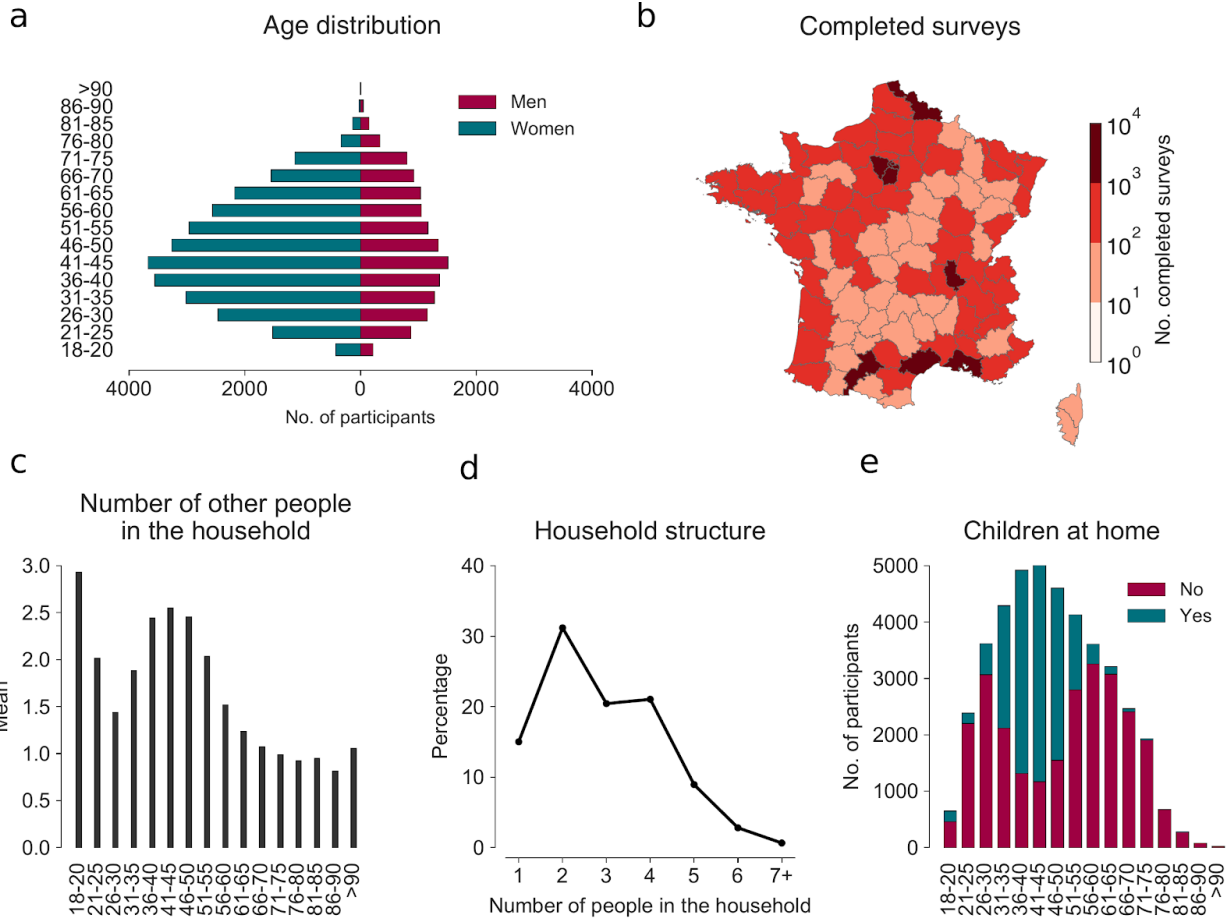 a
Age distribution
>90
86-90
81-85
76-80
71-75
66-70
61-65
56-60
51-55
46-50
41-45
36-40
31-35
26-30
21-25
18-20
Men
Women
4000 2000 0 2000 4000
No. of participants
b
Completed surveys
10^4
10^3
10^2
10^1
10^0
No. completed surveys
c
Number of other people
in the household
3.0
2.5
2.0
1.5
1.0
0.5
0.0
Mean
18-20 21-25 26-30 31-35 36-40 41-45 46-50 51-55 56-60 61-65 66-70 71-75 76-80 81-85 86-90 >90
d
Household structure
40
30
20
10
0
Percentage
1 2 3 4 5 6 7+
Number of people in the household
e
Children at home
5000
4000
3000
2000
1000
0
No. of participants
No
Yes
18-20 21-25 26-30 31-35 36-40 41-45 46-50 51-55 56-60 61-65 66-70 71-75 76-80 81-85 86-90 >90